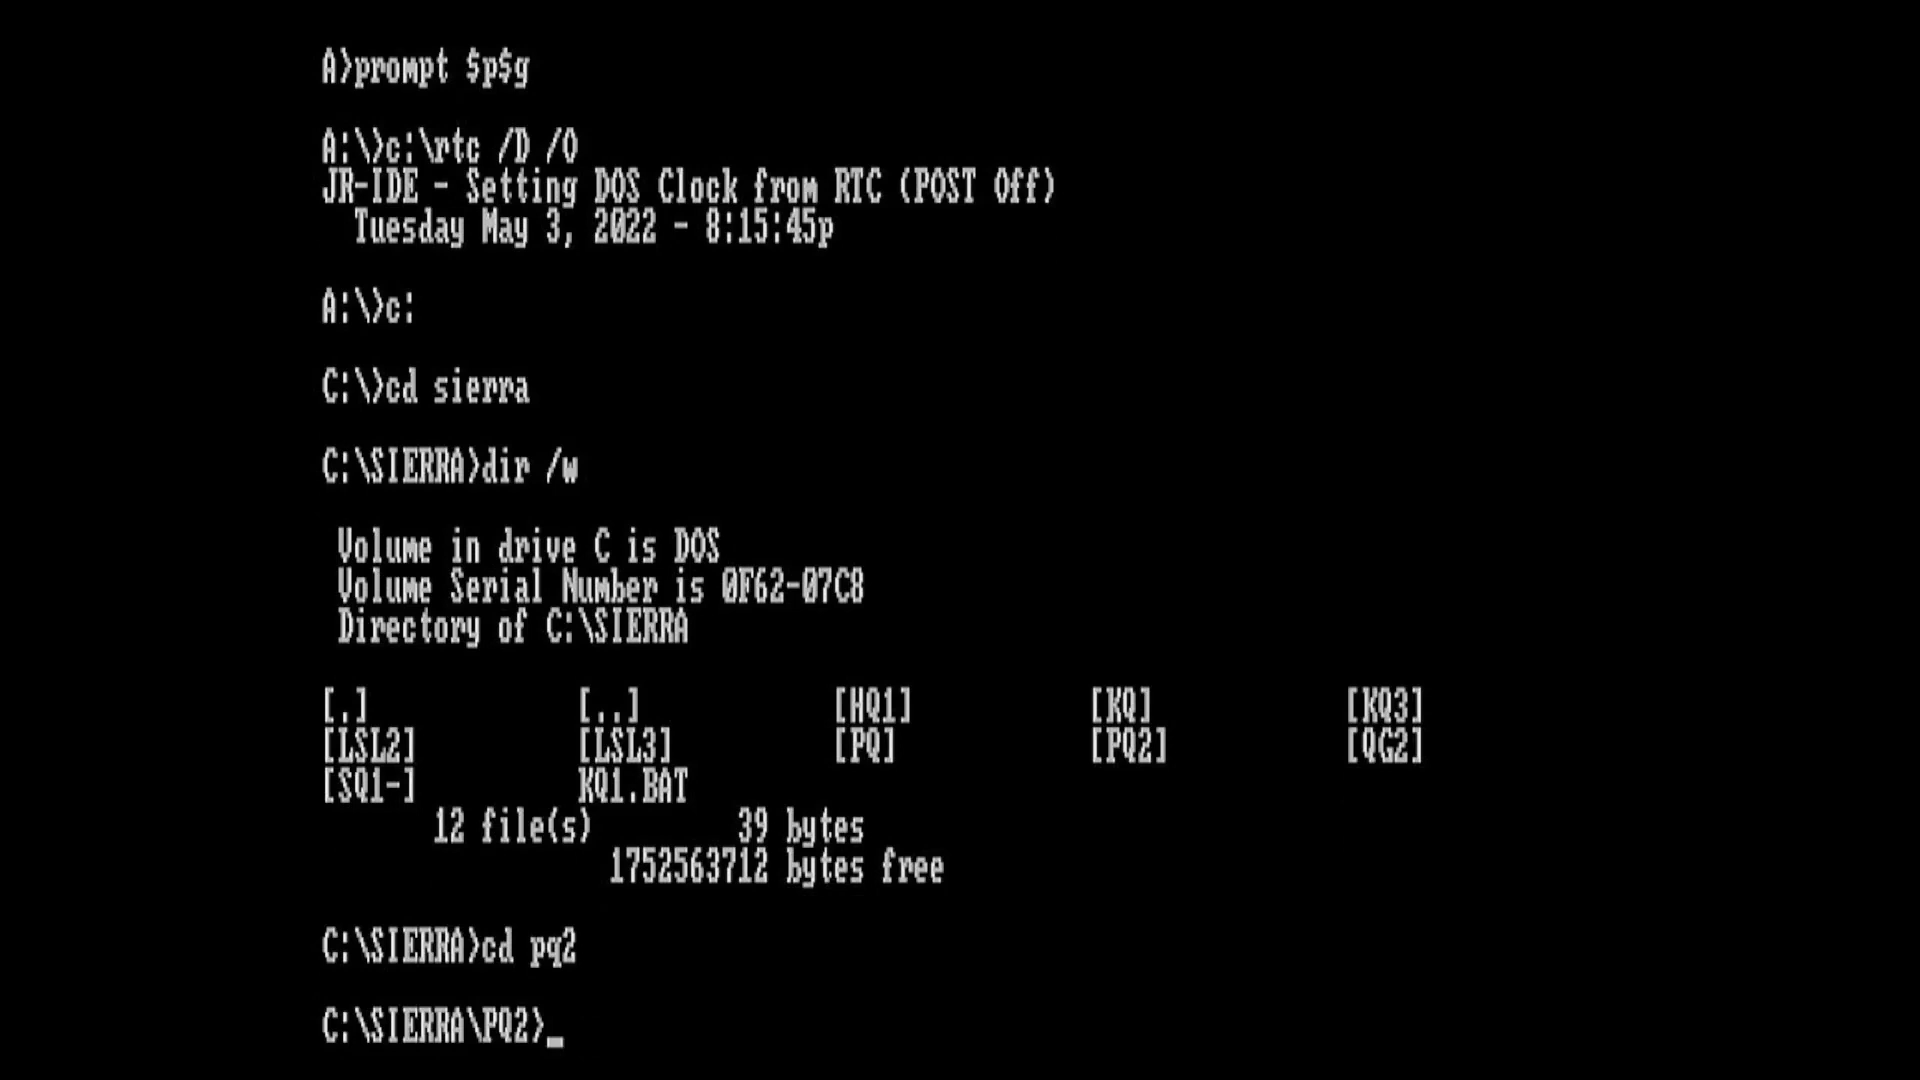 A>prompt $p$g
A:\>c:\rtc /D /O
JR-IDE - Setting DOS Clock from RTC (POST Off)
Tuesday May 3, 2022 - 8:15:45p
A:\>c:
C:\>cd sierra
C:\SIERRA>dir /w
Volume in drive C is DOS
Volume Serial Number is 0F62-07C8
Directory of C:\SIERRA
[.] [..] [HQ1] [KQ] [KQ3]
[LSL2] [LSL3] [PQ] [PQ2] [QG2]
[SQ1-] KQ1.BAT
12 file(s) 39 bytes
1752563712 bytes free
C:\SIERRA>cd pq2
C:\SIERRA\PQ2>_